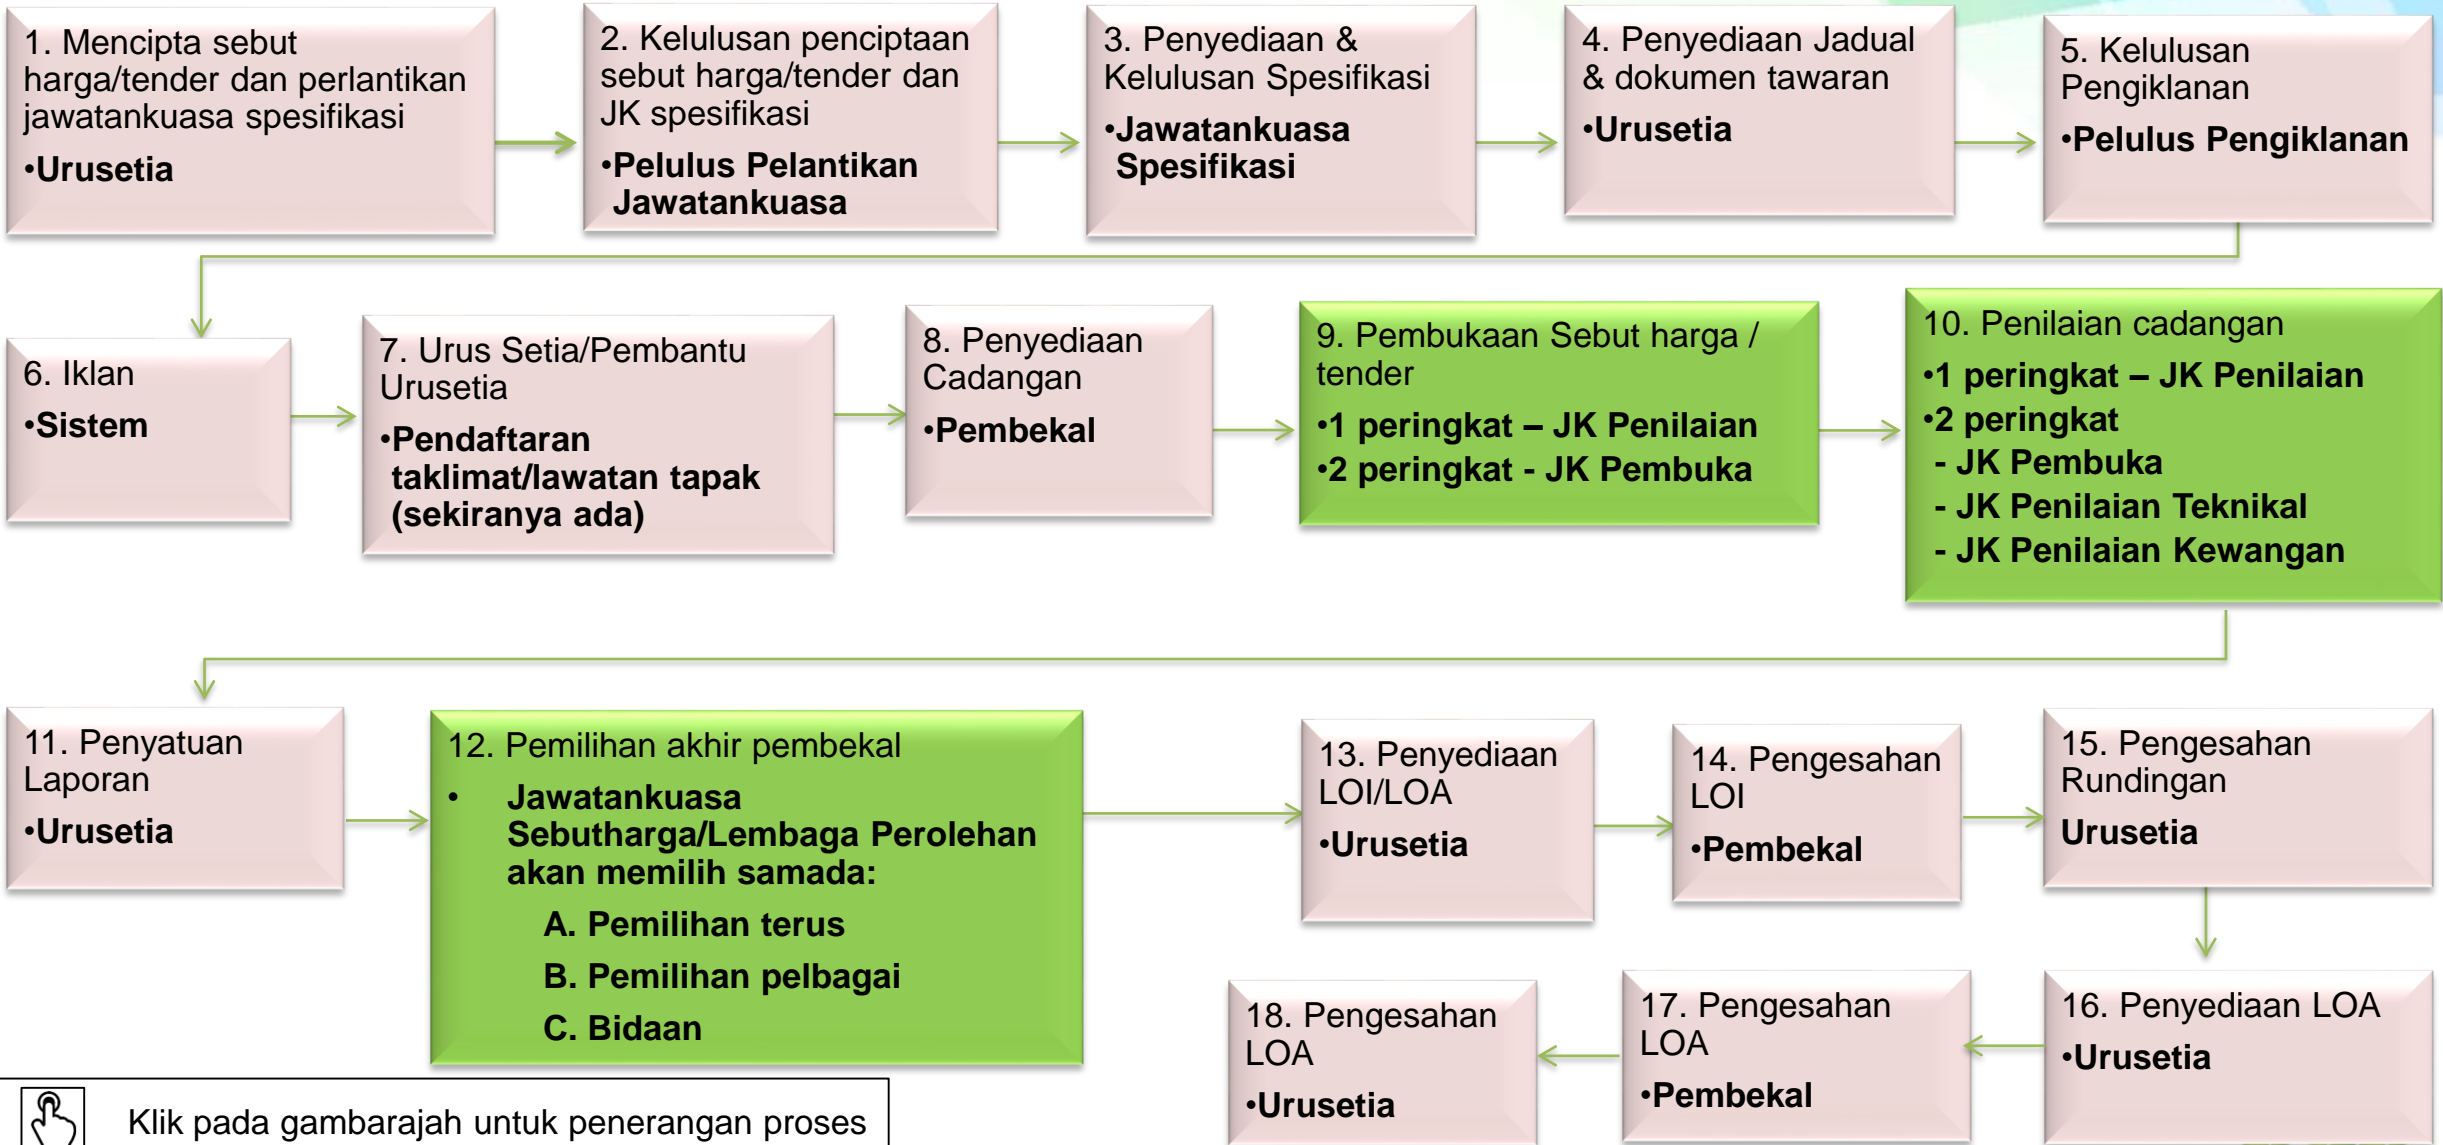 1. Mencipta sebut
harga/tender dan perlantikan
jawatankuasa spesifikasi
•Urusetia
2. Kelulusan penciptaan
sebut harga/tender dan
JK spesifikasi
•Pelulus Pelantikan
Jawatankuasa
3. Penyediaan &
Kelulusan Spesifikasi
•Jawatankuasa
Spesifikasi
4. Penyediaan Jadual
& dokumen tawaran
•Urusetia
5. Kelulusan
Pengiklanan
•Pelulus Pengiklanan
6. Iklan
•Sistem
7. Urus Setia/Pembantu
Urusetia
•Pendaftaran
taklimat/lawatan tapak
(sekiranya ada)
8. Penyediaan
Cadangan
•Pembekal
9. Pembukaan Sebut harga /
tender
•1 peringkat – JK Penilaian
•2 peringkat - JK Pembuka
10. Penilaian cadangan
•1 peringkat – JK Penilaian
•2 peringkat
- JK Pembuka
- JK Penilaian Teknikal
- JK Penilaian Kewangan
11. Penyatuan
Laporan
•Urusetia
12. Pemilihan akhir pembekal
• Jawatankuasa
Sebutharga/Lembaga Perolehan
akan memilih samada:
A. Pemilihan terus
B. Pemilihan pelbagai
C. Bidaan
13. Penyediaan
LOI/LOA
•Urusetia
14. Pengesahan
LOI
•Pembekal
15. Pengesahan
Rundingan
Urusetia
16. Penyediaan LOA
•Urusetia
17. Pengesahan
LOA
•Pembekal
18. Pengesahan
LOA
•Urusetia
Klik pada gambarajah untuk penerangan proses